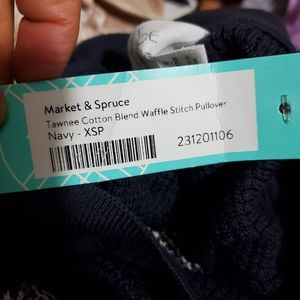 Market & Spruce
Tawnee Cotton Blend Waffle Stitch Pullover
Navy - XSP
231201106